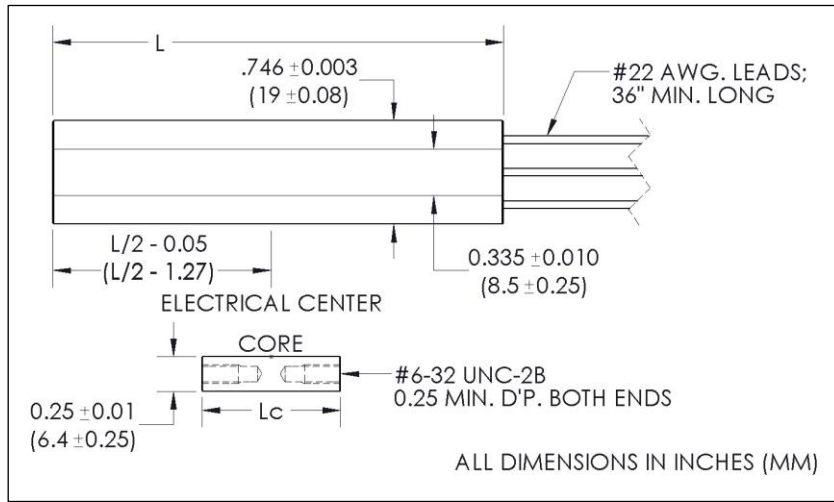 L
.746 ±0.003
(19 ±0.08)
#22 AWG. LEADS;
36" MIN. LONG
L/2 - 0.05
(L/2 - 1.27)
0.335 ±0.010
(8.5 ±0.25)
ELECTRICAL CENTER
CORE
#6-32 UNC-2B
0.25 MIN. D'P. BOTH ENDS
0.25 ±0.01
(6.4 ±0.25)
Lc
ALL DIMENSIONS IN INCHES (MM)